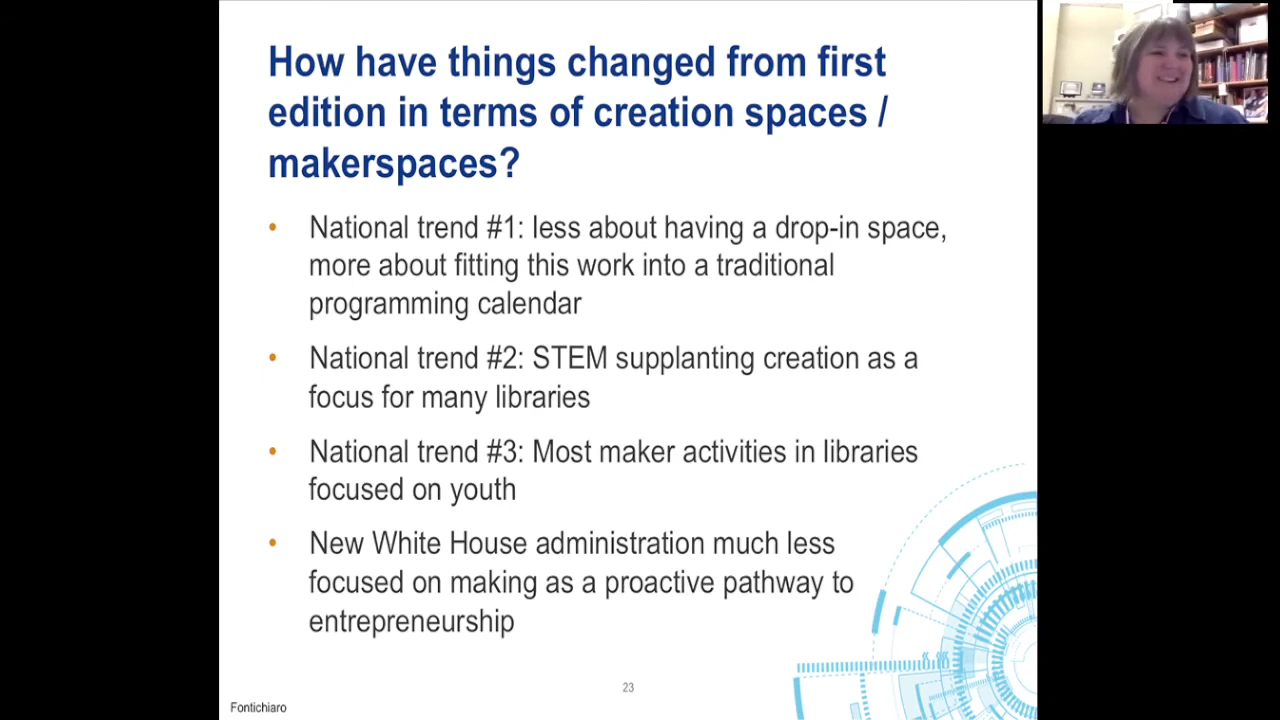 How have things changed from first
edition in terms of creation spaces /
makerspaces?
• National trend #1: less about having a drop-in space,
more about fitting this work into a traditional
programming calendar
• National trend #2: STEM supplanting creation as a
focus for many libraries
• National trend #3: Most maker activities in libraries
focused on youth
• New White House administration much less
focused on making as a proactive pathway to
entrepreneurship
23
Fontichiaro